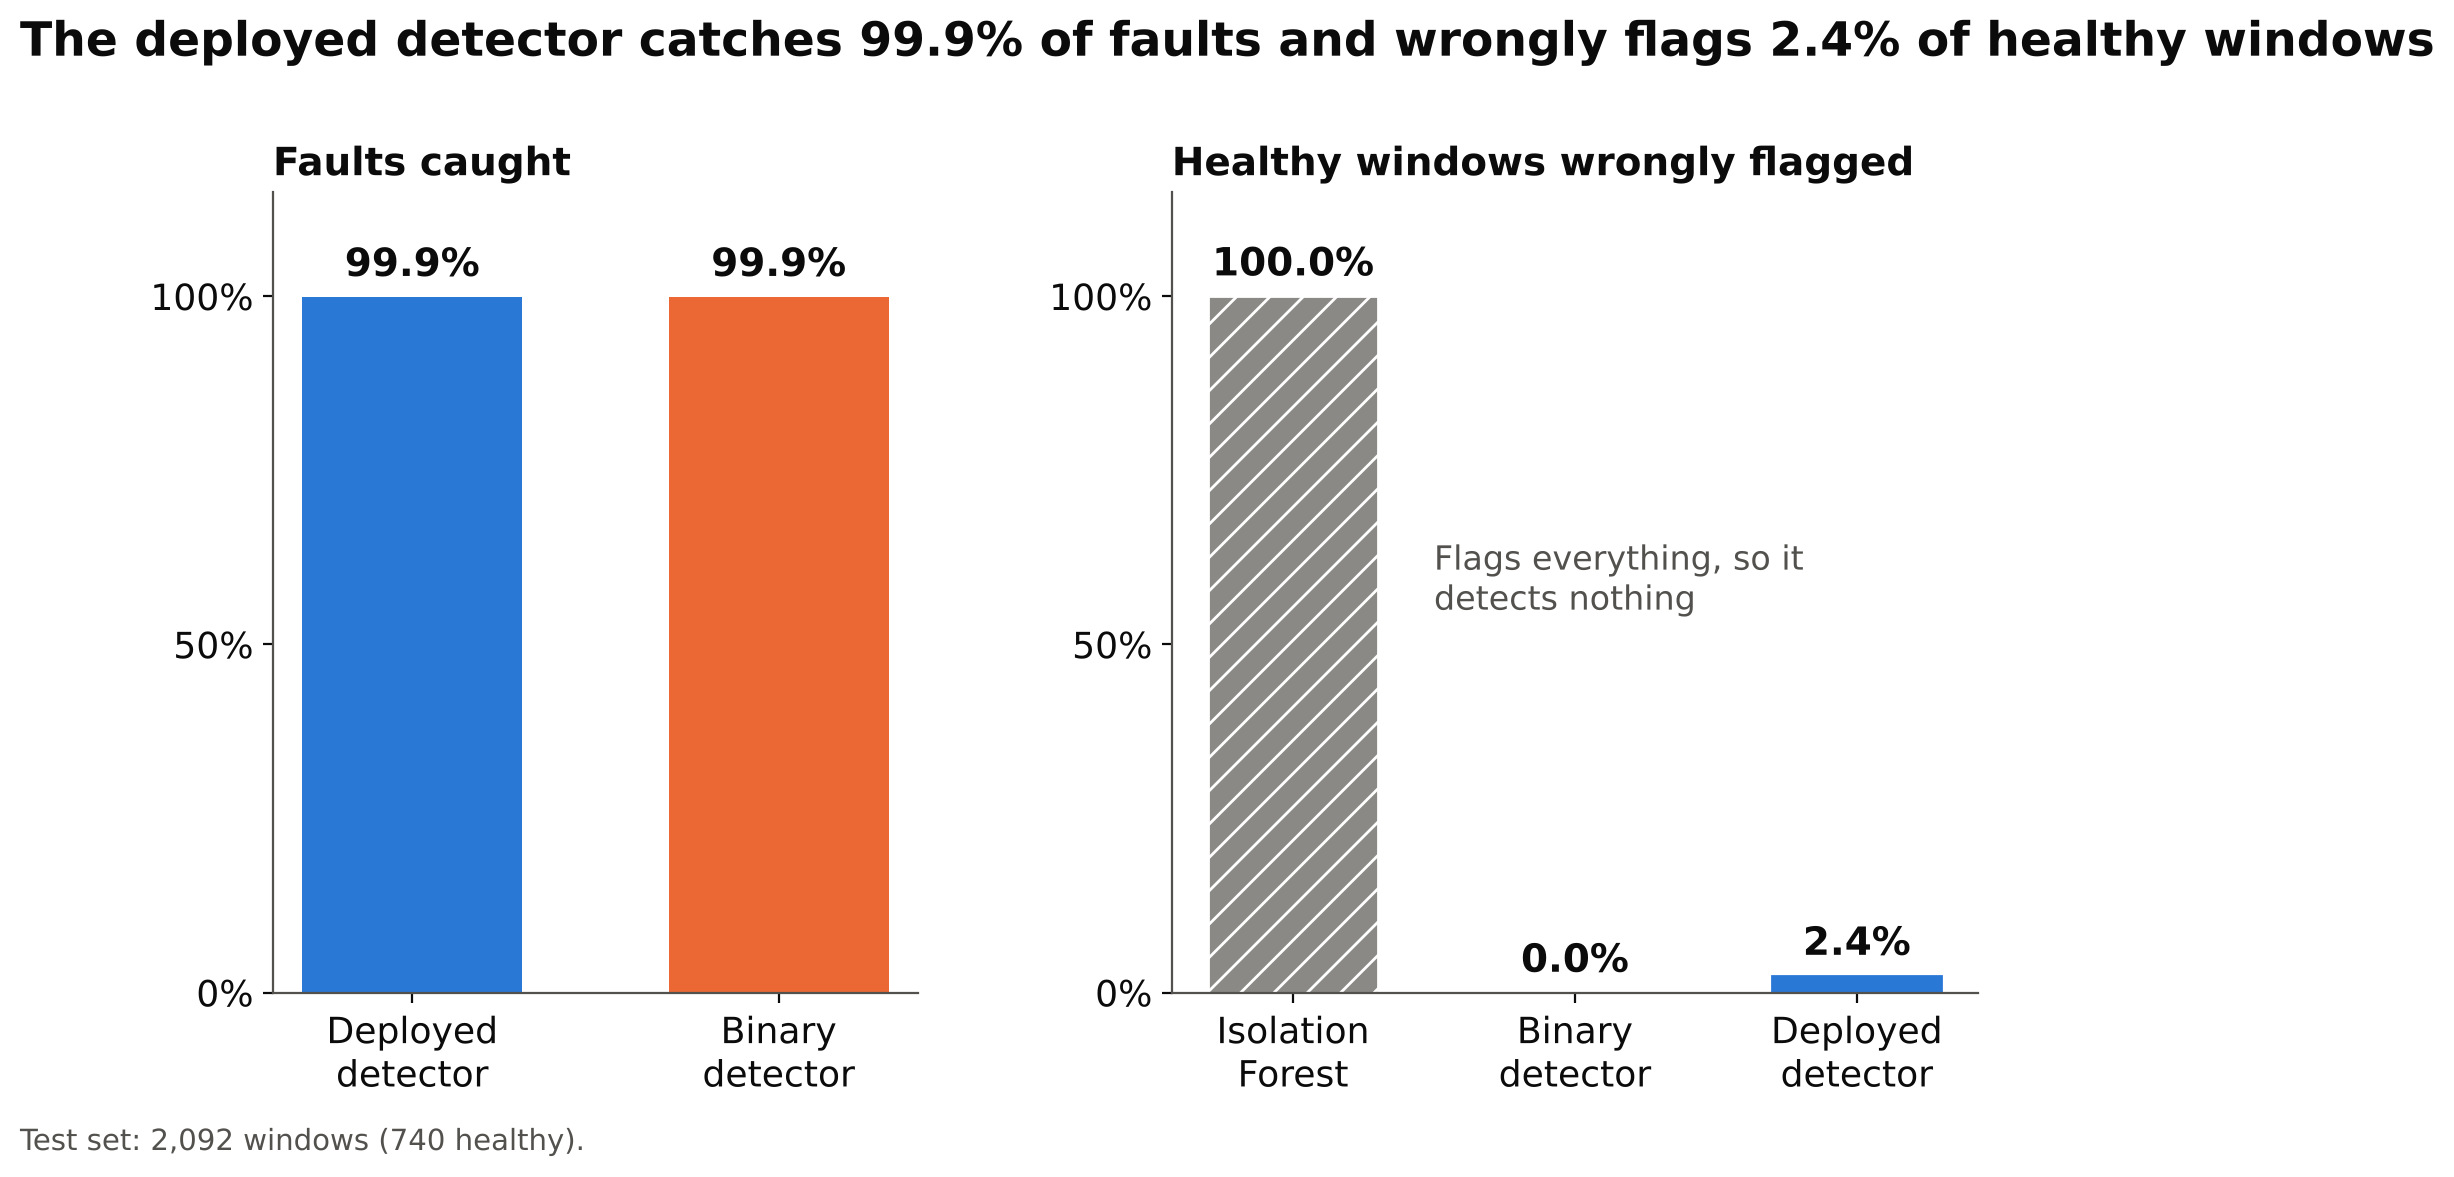 The deployed detector catches 99.9% of faults and wrongly flags 2.4% of healthy windows
Faults caught
99.9%
99.9%
100%
50%
0%
Deployed
detector
Binary
detector
Healthy windows wrongly flagged
100.0%
100%
Flags everything, so it
detects nothing
50%
2.4%
0.0%
0%
Isolation
Forest
Binary
detector
Deployed
detector
Test set: 2,092 windows (740 healthy).